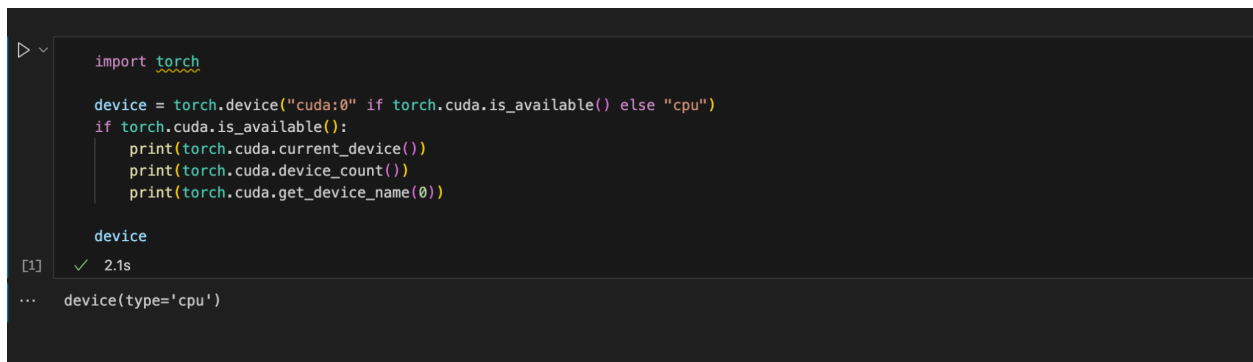 import torch
device = torch.device("cuda:0" if torch.cuda.is_available() else "cpu")
if torch.cuda.is_available():
    print(torch.cuda.current_device())
    print(torch.cuda.device_count())
    print(torch.cuda.get_device_name(0))
device
[1] ✓ 2.1s
... device(type='cpu')